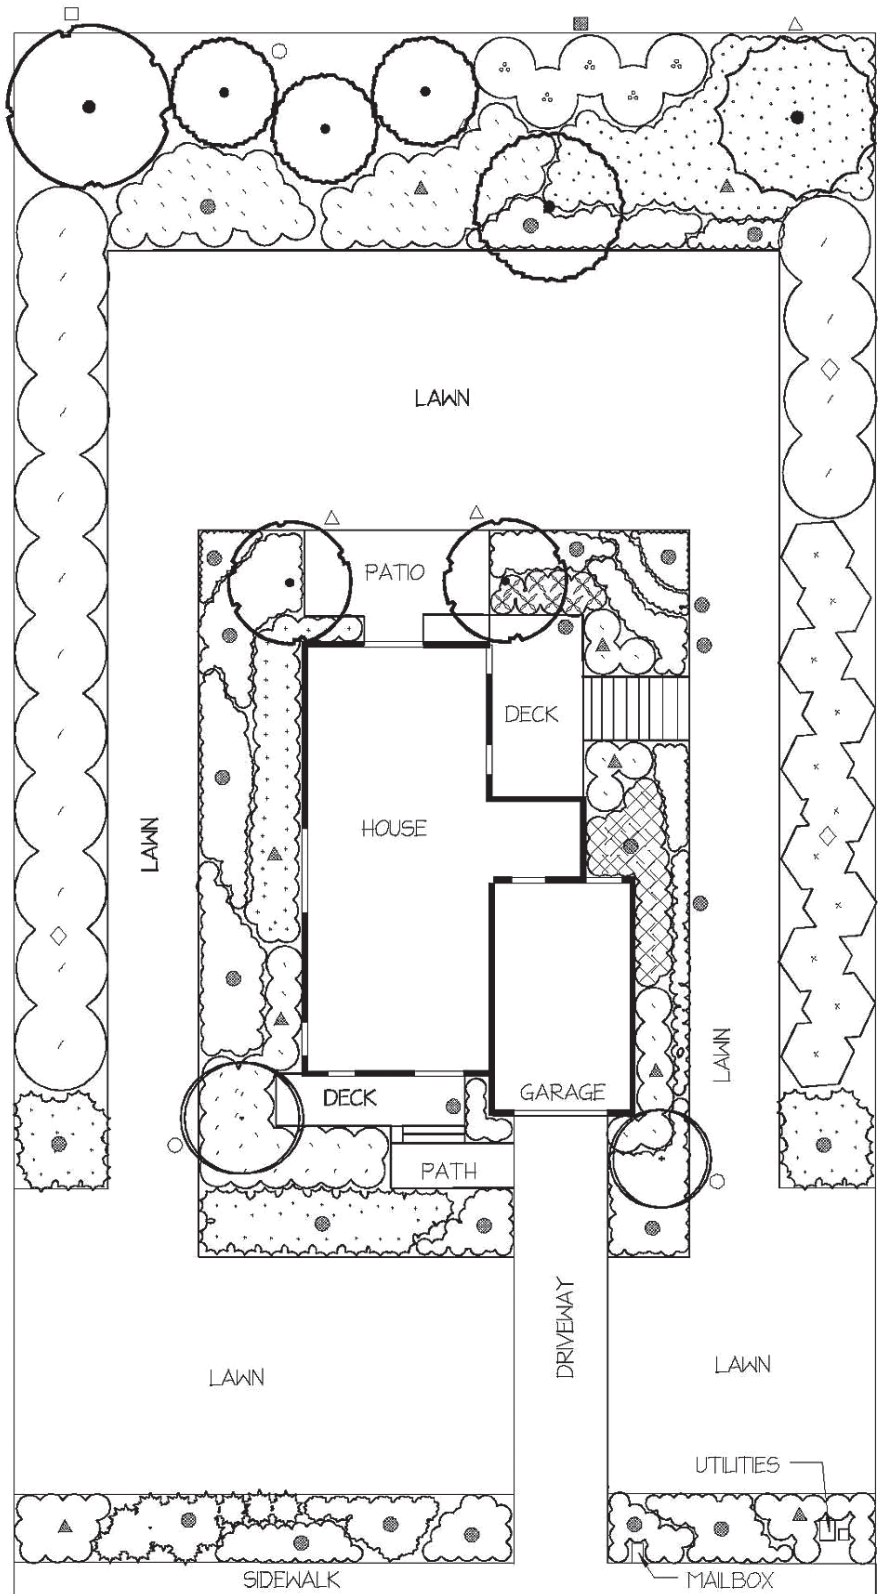 LAWN
PATIO
DECK
HOUSE
LAWN
LAWN
DECK
GARAGE
PATH
DRIVEWAY
LAWN
LAWN
UTILITIES
SIDEWALK
MAILBOX